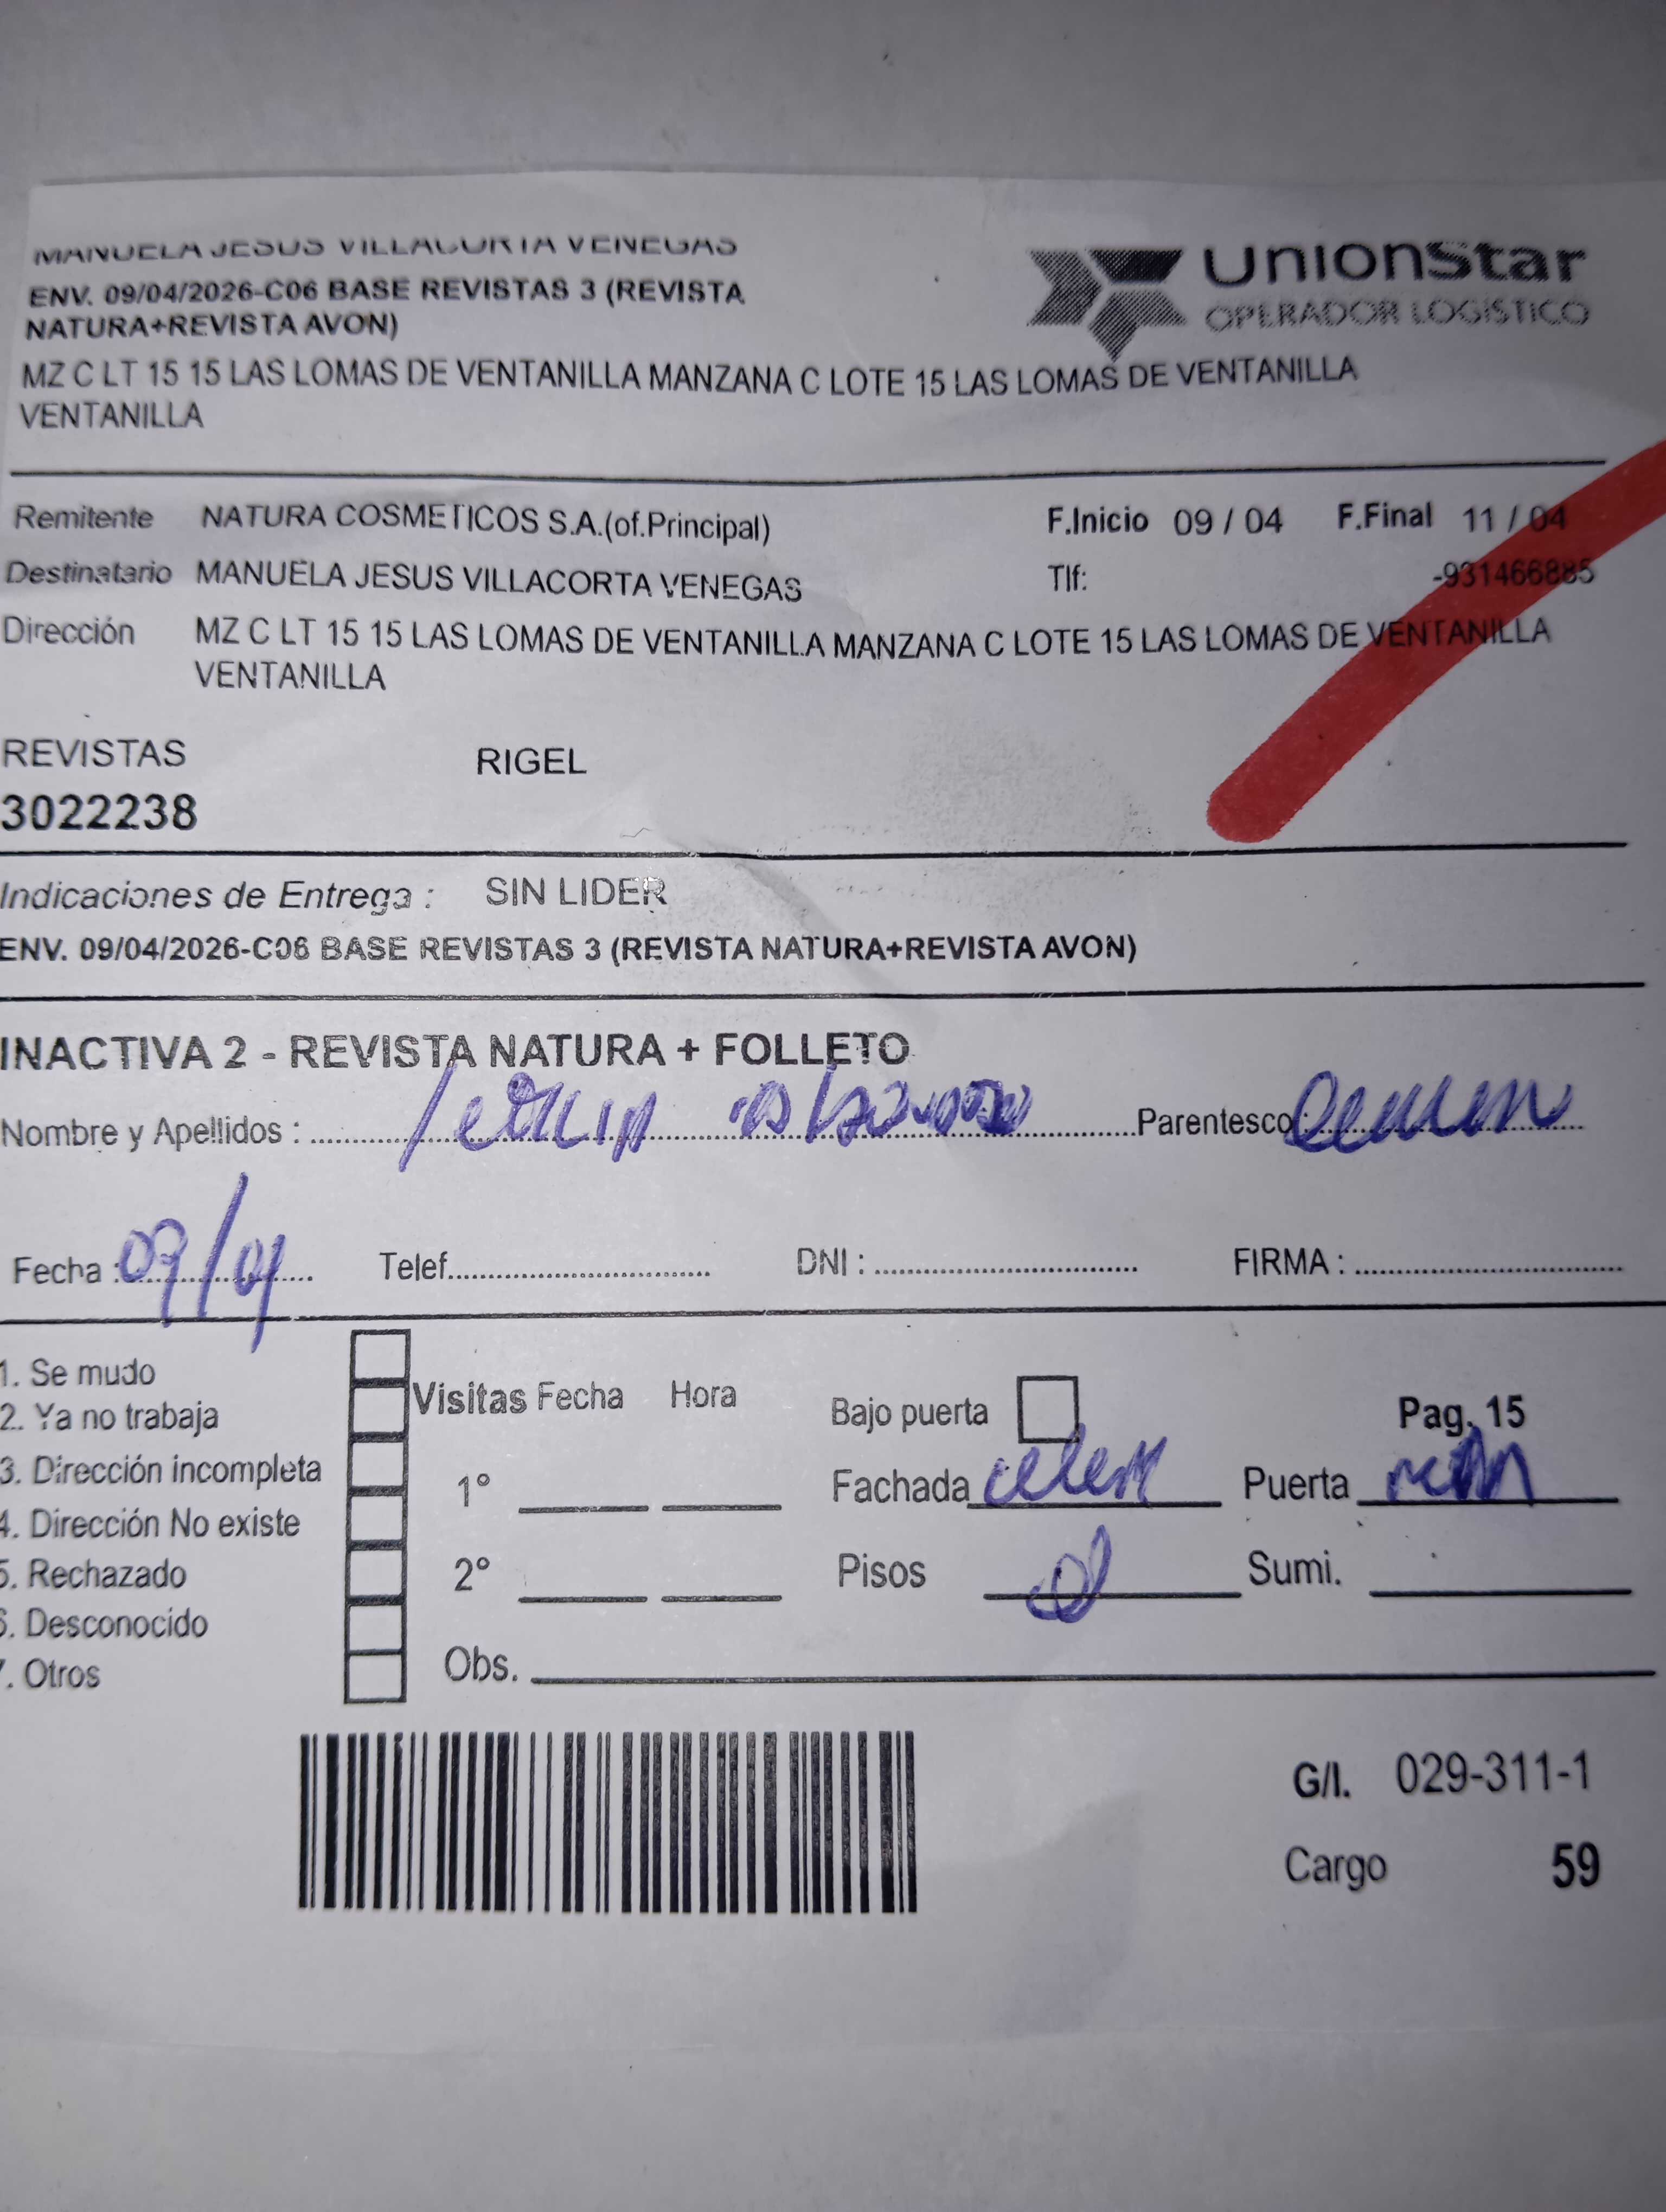 MANUELA JESUS VILLACORTA VENEGAS
UnionStar
OPERADOR LOGISTICO
ENV. 09/04/2026-C06 BASE REVISTAS 3 (REVISTA
NATURA+REVISTA AVON)
MZ C LT 15 15 LAS LOMAS DE VENTANILLA MANZANA C LOTE 15 LAS LOMAS DE VENTANILLA
VENTANILLA
Remitente NATURA COSMETICOS S.A.(of.Principal) F.Inicio 09 / 04 F.Final 11 / 04
Destinatario MANUELA JESUS VILLACORTA VENEGAS Tlf: -931466885
Dirección MZ C LT 15 15 LAS LOMAS DE VENTANILLA MANZANA C LOTE 15 LAS LOMAS DE VENTANILLA
VENTANILLA
REVISTAS RIGEL
3022238
Indicaciones de Entrega : SIN LIDER
ENV. 09/04/2026-C06 BASE REVISTAS 3 (REVISTA NATURA+REVISTA AVON)
INACTIVA 2 - REVISTA NATURA + FOLLETO
Nombre y Apellidos : Parentesco:
Fecha : 09/04 Telef. DNI : FIRMA :
1. Se mudo
2. Ya no trabaja
3. Dirección incompleta
4. Dirección No existe
5. Rechazado
6. Desconocido
7. Otros
Visitas Fecha Hora
1°
2°
Obs.
Bajo puerta Pag. 15
Fachada Puerta
Pisos Sumi.
G/I. 029-311-1
Cargo 59